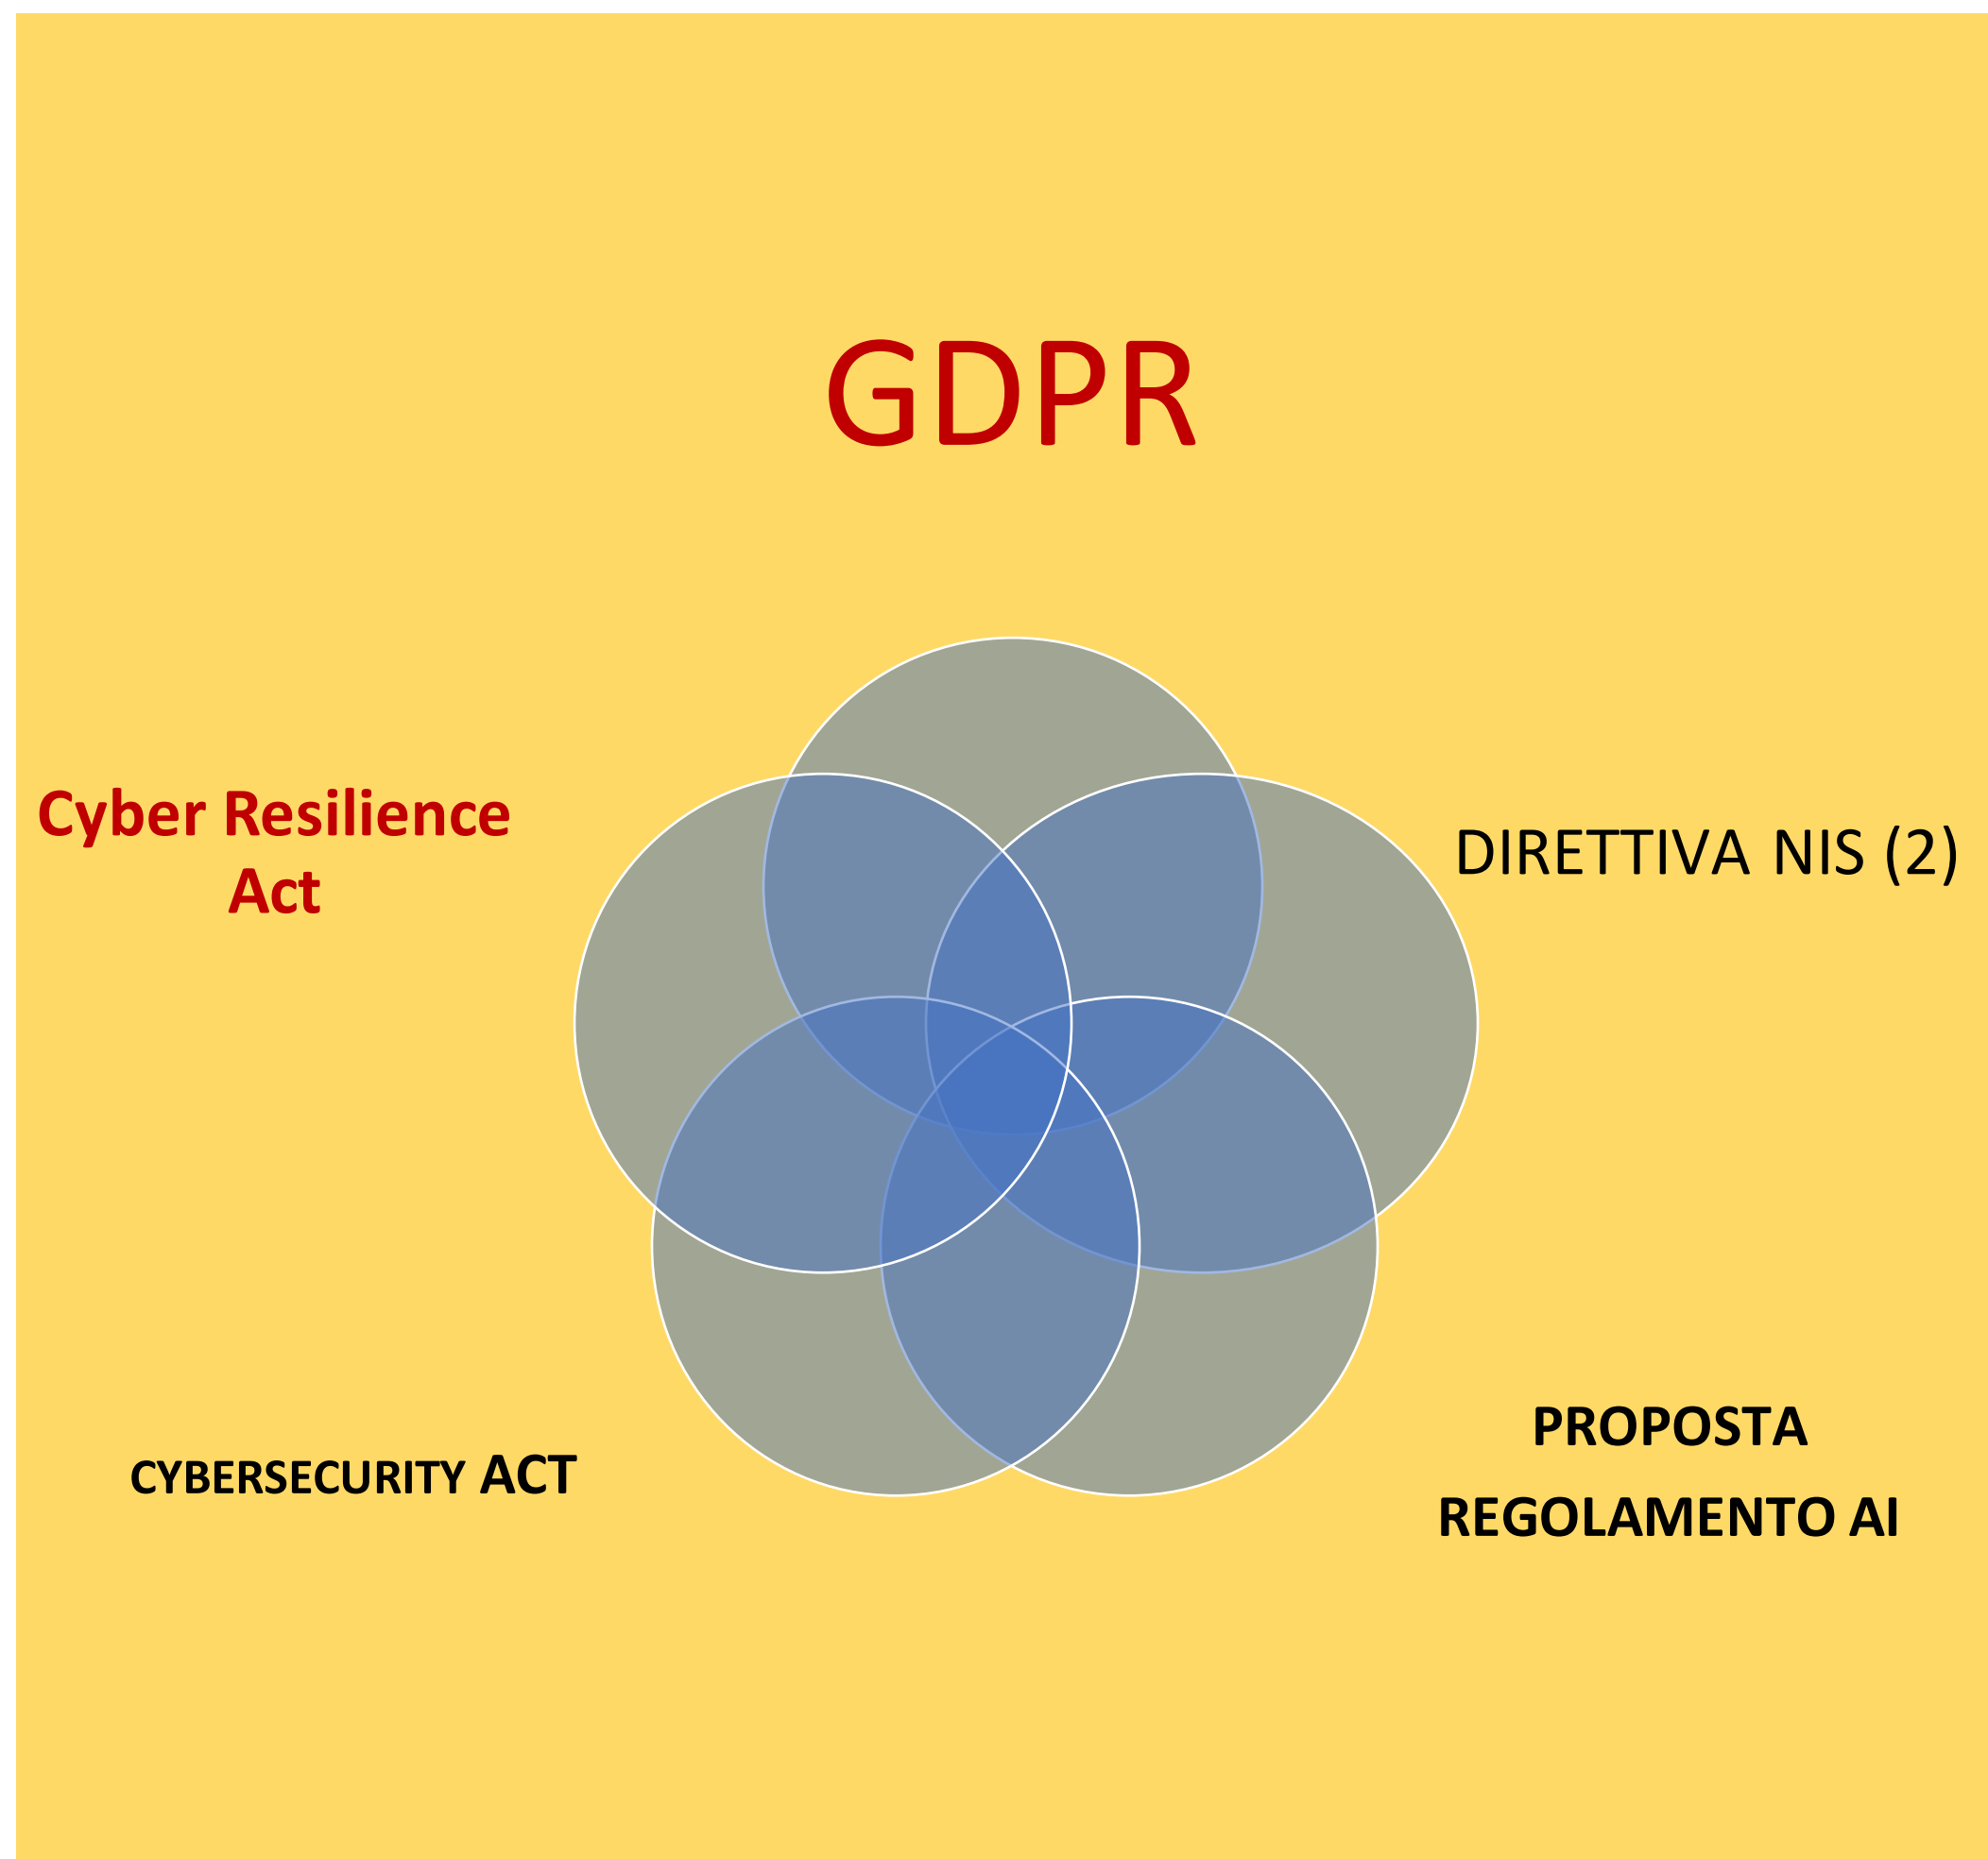 GDPR
Cyber Resilience
Act
DIRETTIVA NIS (2)
PROPOSTA
REGOLAMENTO AI
CYBERSECURITY ACT